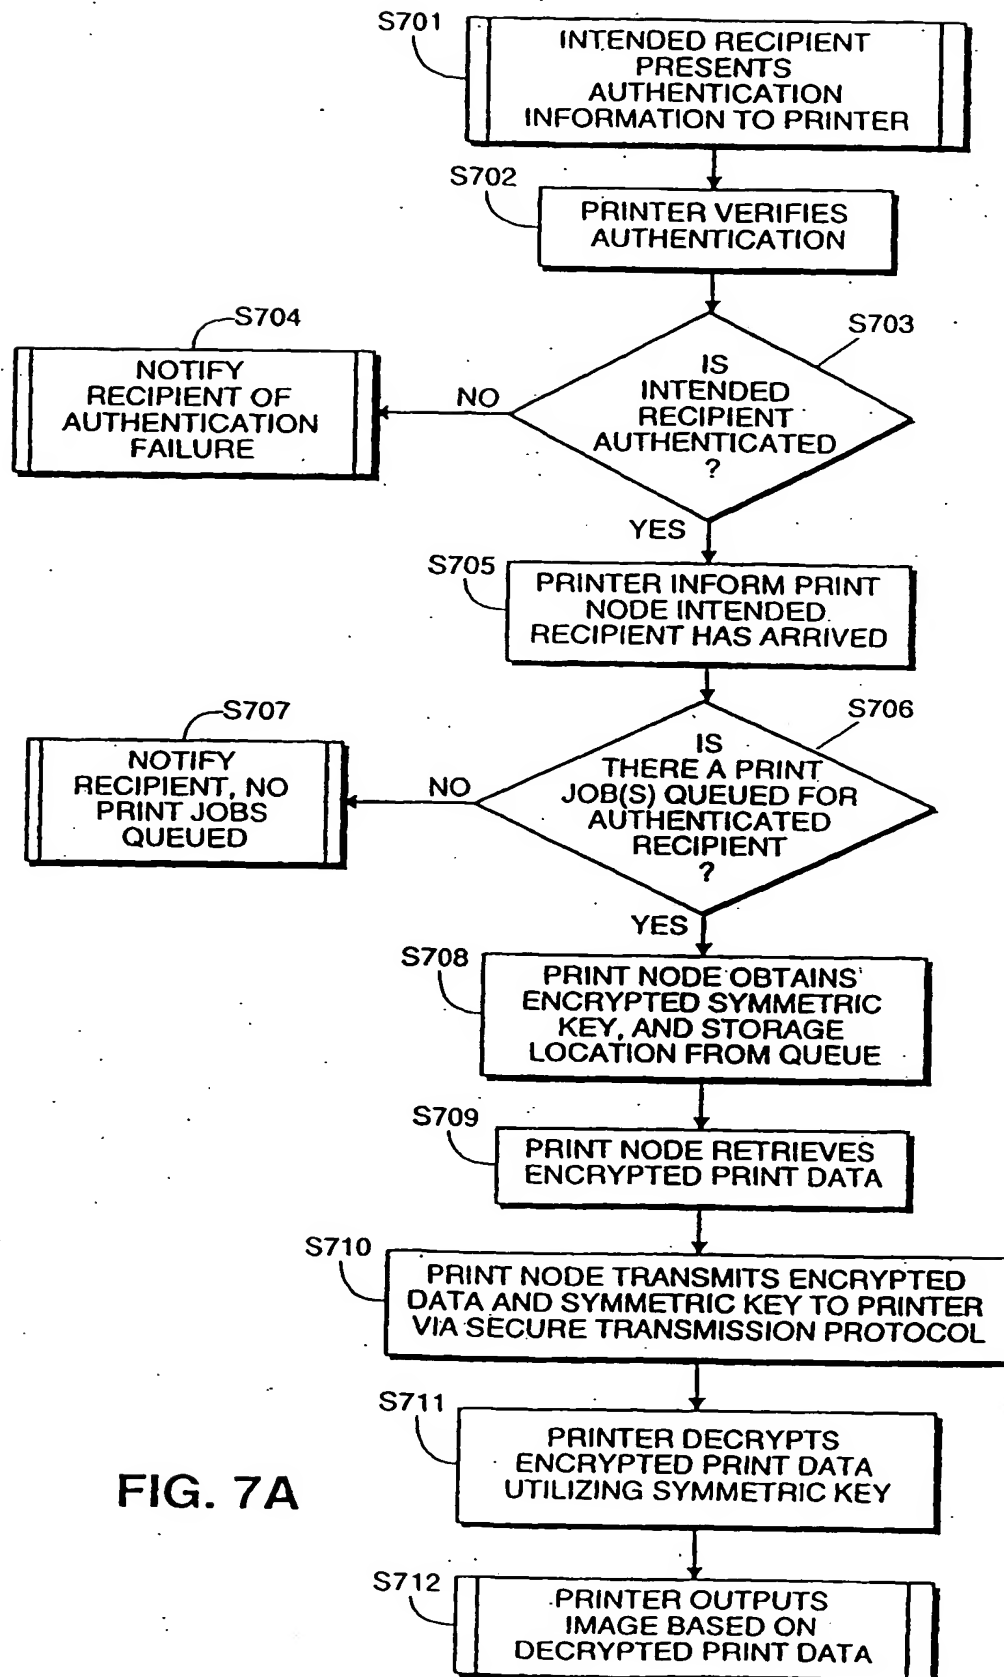 S701
INTENDED RECIPIENT
PRESENTS
AUTHENTICATION
INFORMATION TO PRINTER
S702
PRINTER VERIFIES
AUTHENTICATION
S704
NOTIFY
RECIPIENT OF
AUTHENTICATION
FAILURE
NO
S703
IS
INTENDED
RECIPIENT
AUTHENTICATED
?
YES
S705
PRINTER INFORM PRINT
NODE INTENDED
RECIPIENT HAS ARRIVED
S707
NOTIFY
RECIPIENT, NO
PRINT JOBS
QUEUED
NO
S706
IS
THERE A PRINT
JOB(S) QUEUED FOR
AUTHENTICATED
RECIPIENT
?
YES
S708
PRINT NODE OBTAINS
ENCRYPTED SYMMETRIC
KEY, AND STORAGE
LOCATION FROM QUEUE
S709
PRINT NODE RETRIEVES
ENCRYPTED PRINT DATA
S710
PRINT NODE TRANSMITS ENCRYPTED
DATA AND SYMMETRIC KEY TO PRINTER
VIA SECURE TRANSMISSION PROTOCOL
S711
PRINTER DECRYPTS
ENCRYPTED PRINT DATA
UTILIZING SYMMETRIC KEY
FIG. 7A
S712
PRINTER OUTPUTS
IMAGE BASED ON
DECRYPTED PRINT DATA